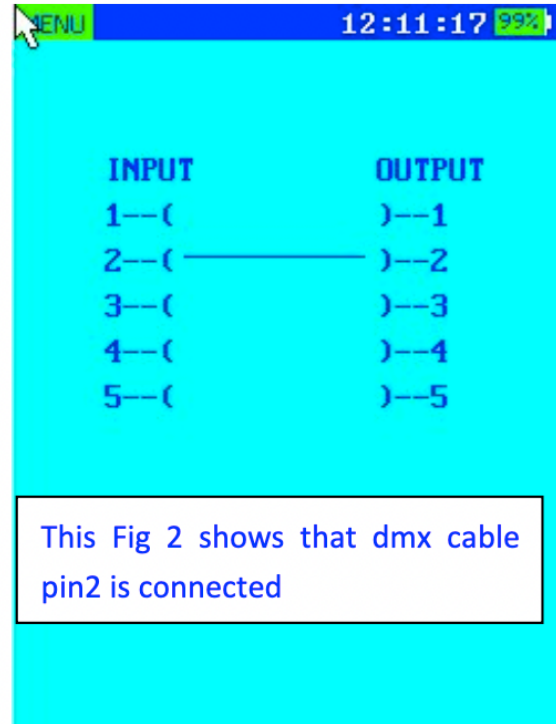 MENU 12:11:17 99%
INPUT OUTPUT
1--( )--1
2--( )--2
3--( )--3
4--( )--4
5--( )--5
This Fig 2 shows that dmx cable
pin2 is connected